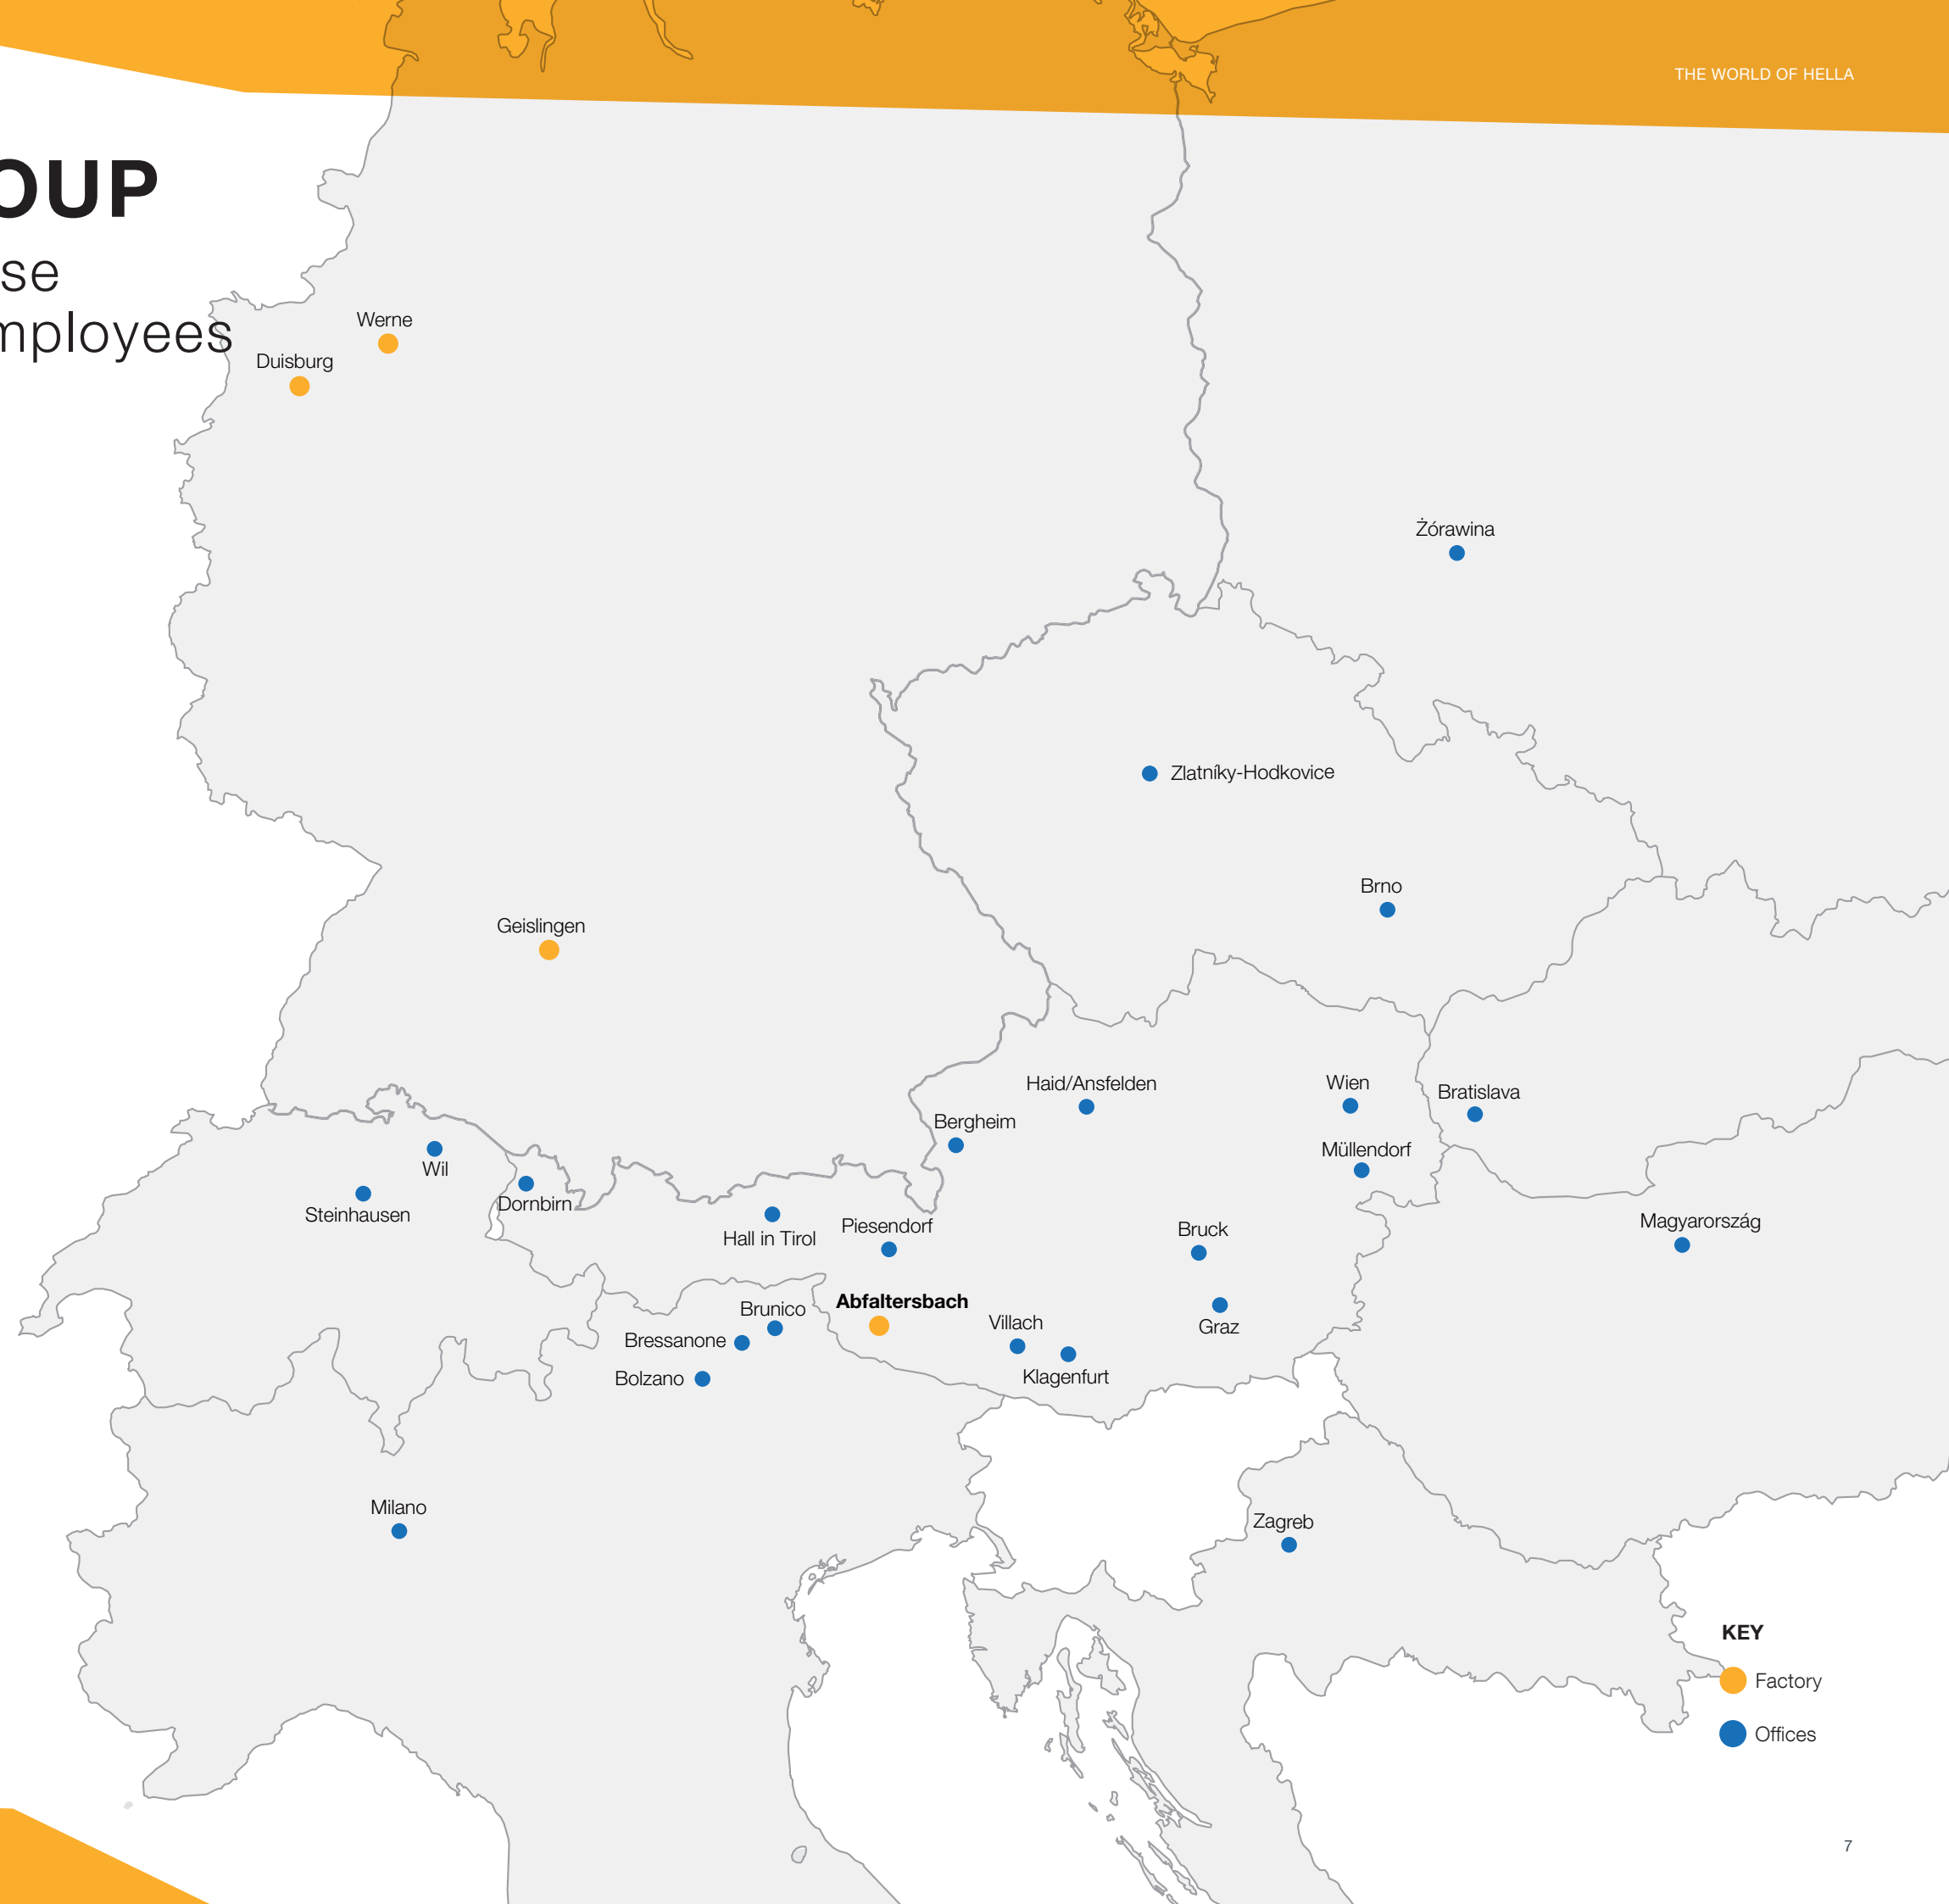 THE WORLD OF HELLA
OUP
se
mployees
Werne
Duisburg
Żórawina
Zlatníky-Hodkovice
Brno
Geislingen
Haid/Ansfelden
Wien
Bratislava
Bergheim
Müllendorf
Wil
Dornbirn
Steinhausen
Hall in Tirol
Piesendorf
Bruck
Magyarország
Abfaltersbach
Brunico
Villach
Graz
Bressanone
Klagenfurt
Bolzano
Milano
Zagreb
KEY
Factory
Offices
7